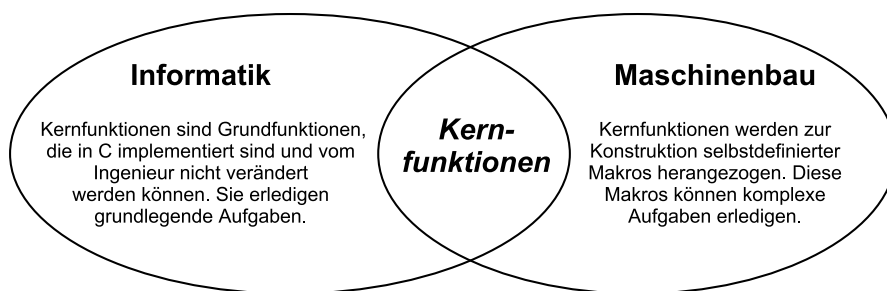 Informatik
Kernfunktionen sind Grundfunktionen,
die in C implementiert sind und vom
Ingenieur nicht verändert
werden können. Sie erledigen
grundlegende Aufgaben.
Kern-
funktionen
Maschinenbau
Kernfunktionen werden zur
Konstruktion selbstdefinierter
Makros herangezogen. Diese
Makros können komplexe
Aufgaben erledigen.